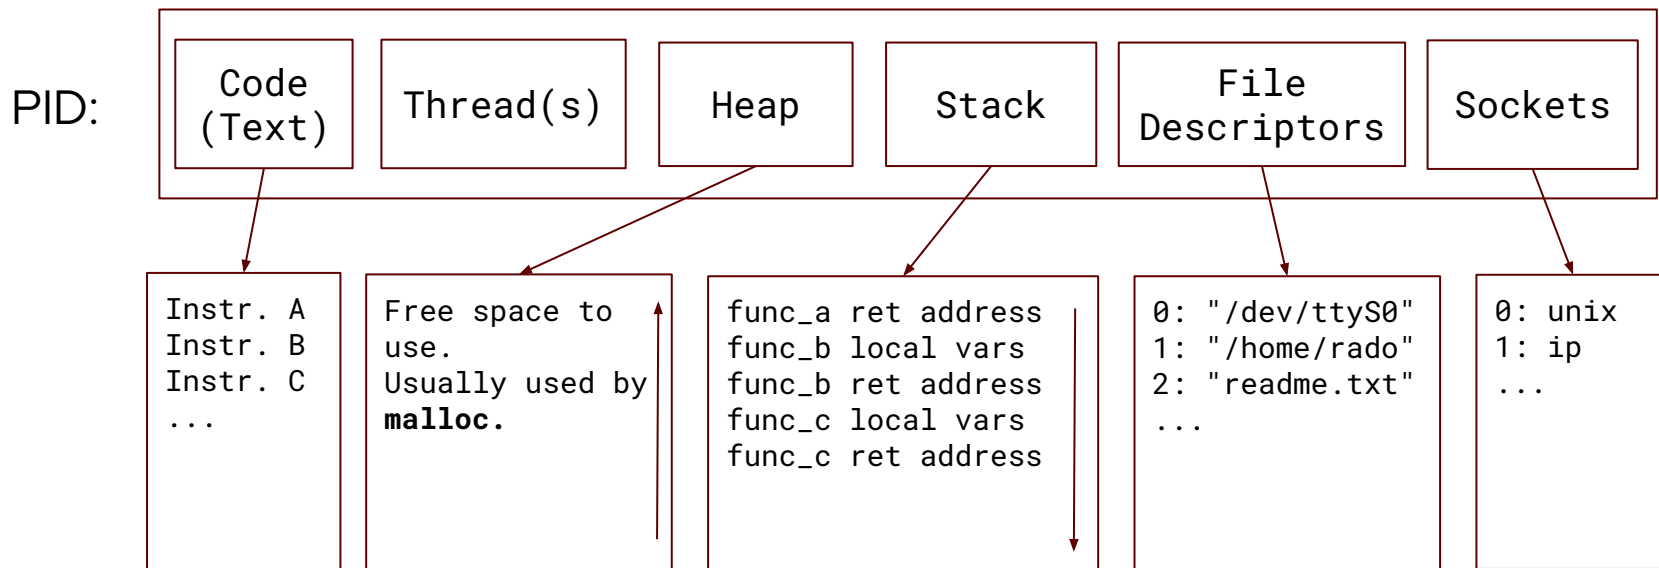 PID:
Code
(Text)
Thread(s)
Heap
Stack
File
Descriptors
Sockets
Instr. A
Instr. B
Instr. C
...
Free space to
use.
Usually used by
malloc.
func_a ret address
func_b local vars
func_b ret address
func_c local vars
func_c ret address
0: "/dev/ttyS0"
1: "/home/rado"
2: "readme.txt"
...
0: unix
1: ip
...